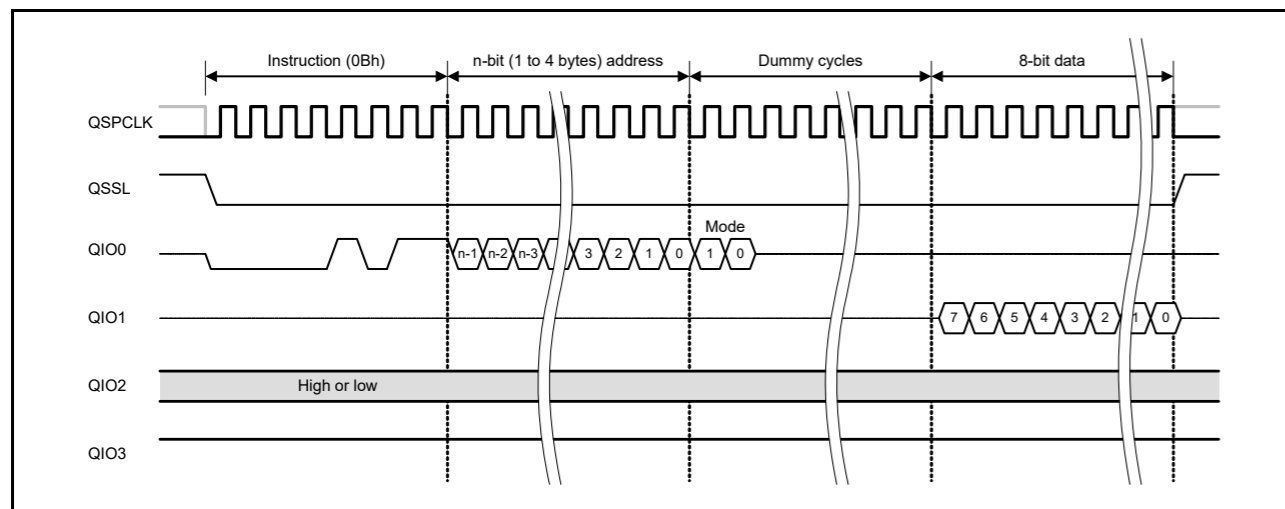 Instruction (0Bh) n-bit (1 to 4 bytes) address Dummy cycles 8-bit data
QSPCLK
QSSL
Mode
QIO0 n-1 n-2 n-3 3 2 1 0 1 0
QIO1 7 6 5 4 3 2 1 0
QIO2 High or low
QIO3